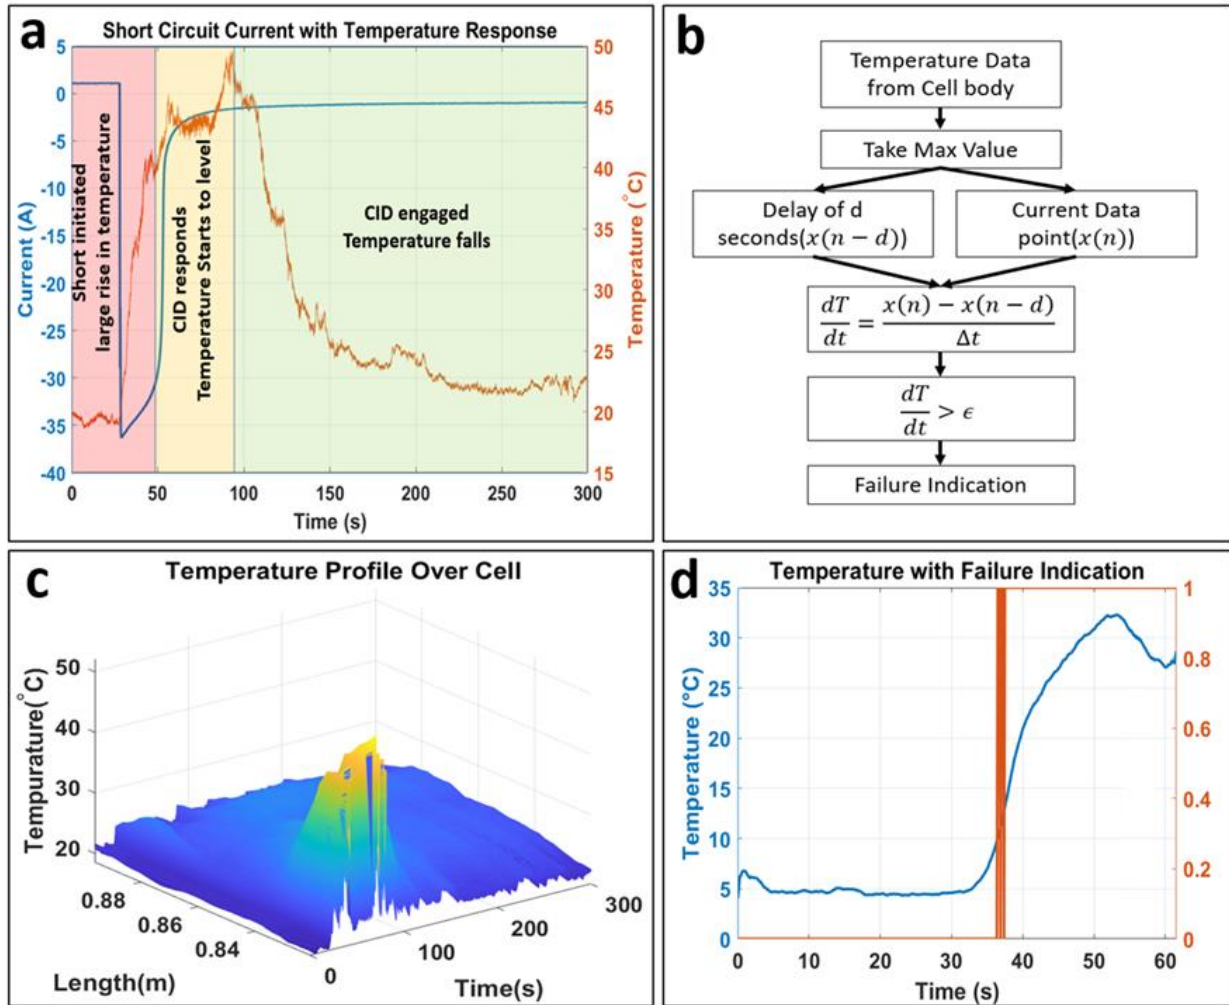 a
Short Circuit Current with Temperature Response
5
0
-5
-10
-15
-20
-25
-30
-35
-40
Current (A)
Short initiated
large rise in temperature
CID responds
Temperature Starts to level
CID engaged
Temperature falls
50
45
40
35
30
25
20
15
Temperature (°C)
0 50 100 150 200 250 300
Time (s)
b
Temperature Data
from Cell body
Take Max Value
Delay of d
seconds(x(n − d))
Current Data
point(x(n))
dT/dt = x(n) − x(n − d)/Δt
dT/dt > ϵ
Failure Indication
c
Temperature Profile Over Cell
50
40
30
20
Tempurature(°C)
0.88
0.86
0.84
Length(m)
0
100
200
300
Time(s)
d
Temperature with Failure Indication
35
30
25
20
15
10
5
0
Temperature (°C)
1
0.8
0.6
0.4
0.2
0
0 10 20 30 40 50 60
Time (s)